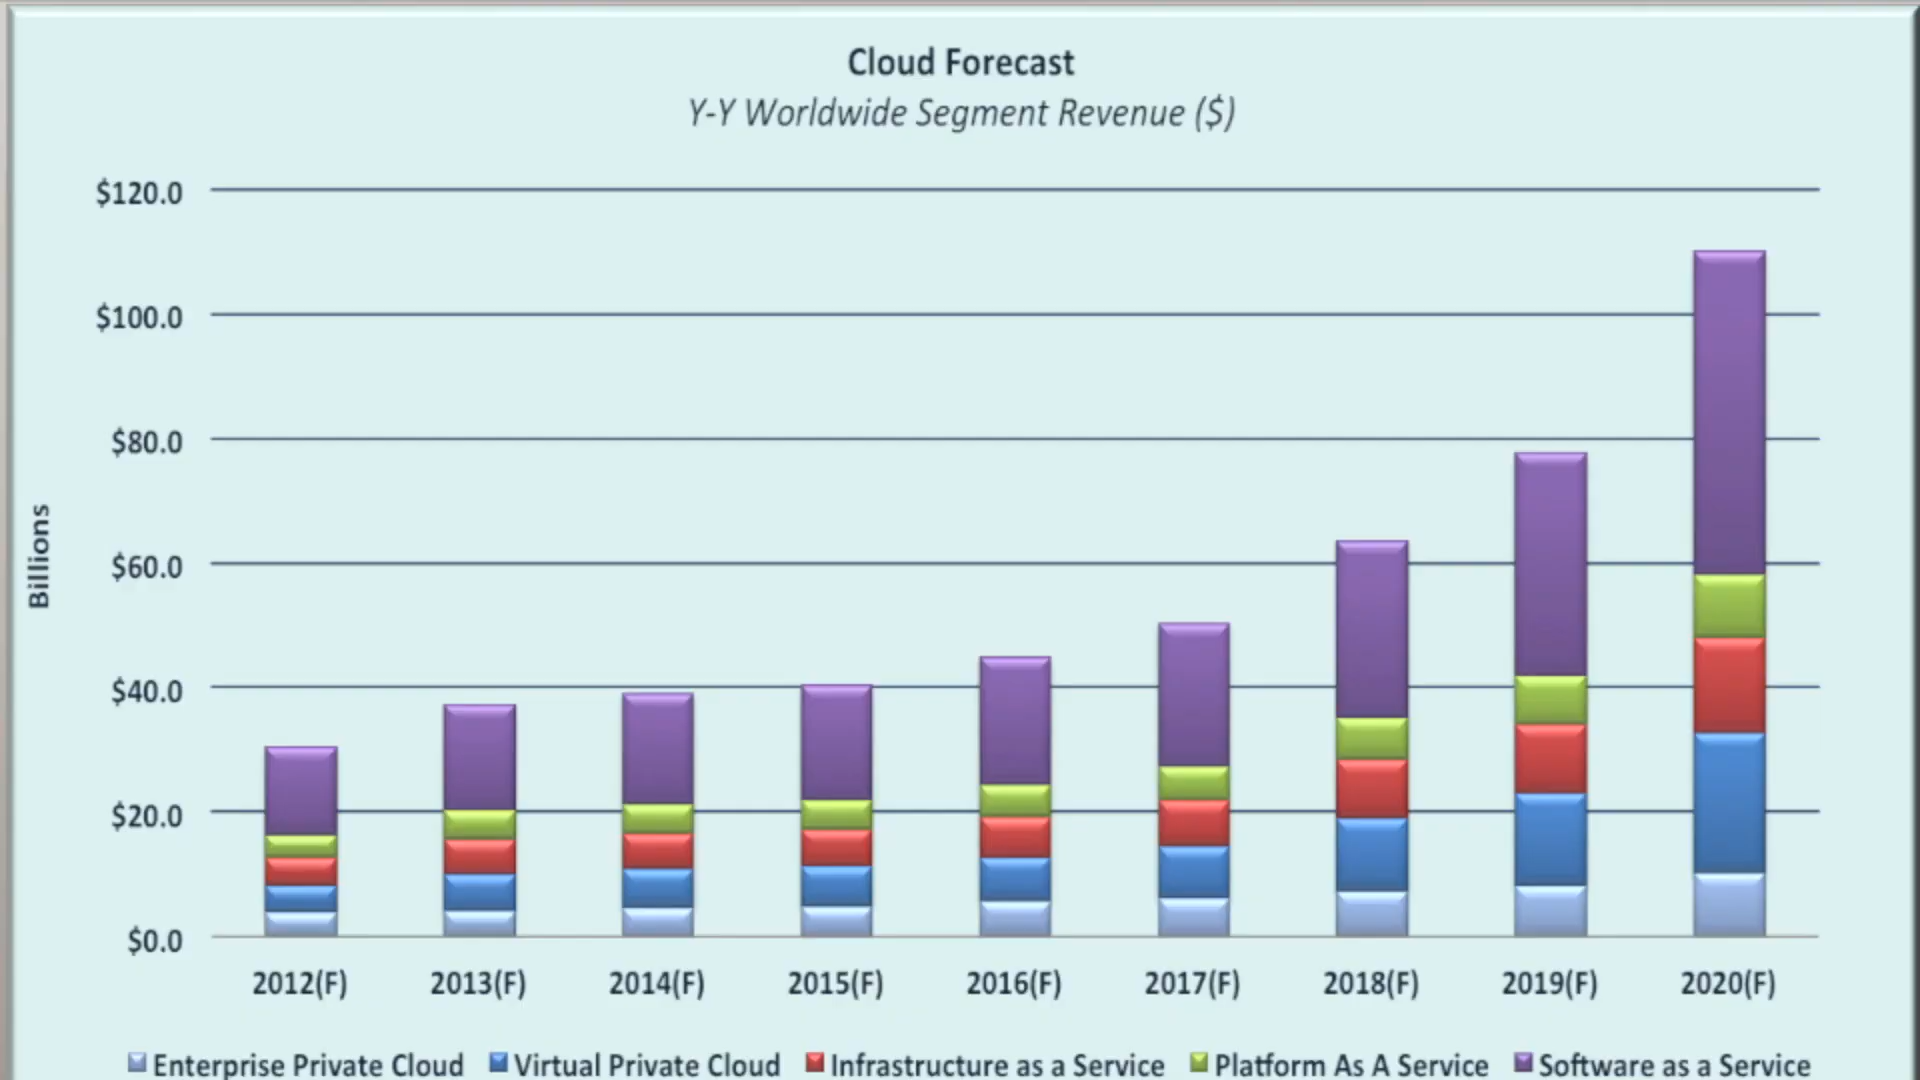 Cloud Forecast
Y-Y Worldwide Segment Revenue ($)
$120.0
$100.0
$80.0
$60.0
$40.0
$20.0
$0.0
Billions
2012(F) 2013(F) 2014(F) 2015(F) 2016(F) 2017(F) 2018(F) 2019(F) 2020(F)
Enterprise Private Cloud Virtual Private Cloud Infrastructure as a Service Platform As A Service Software as a Service